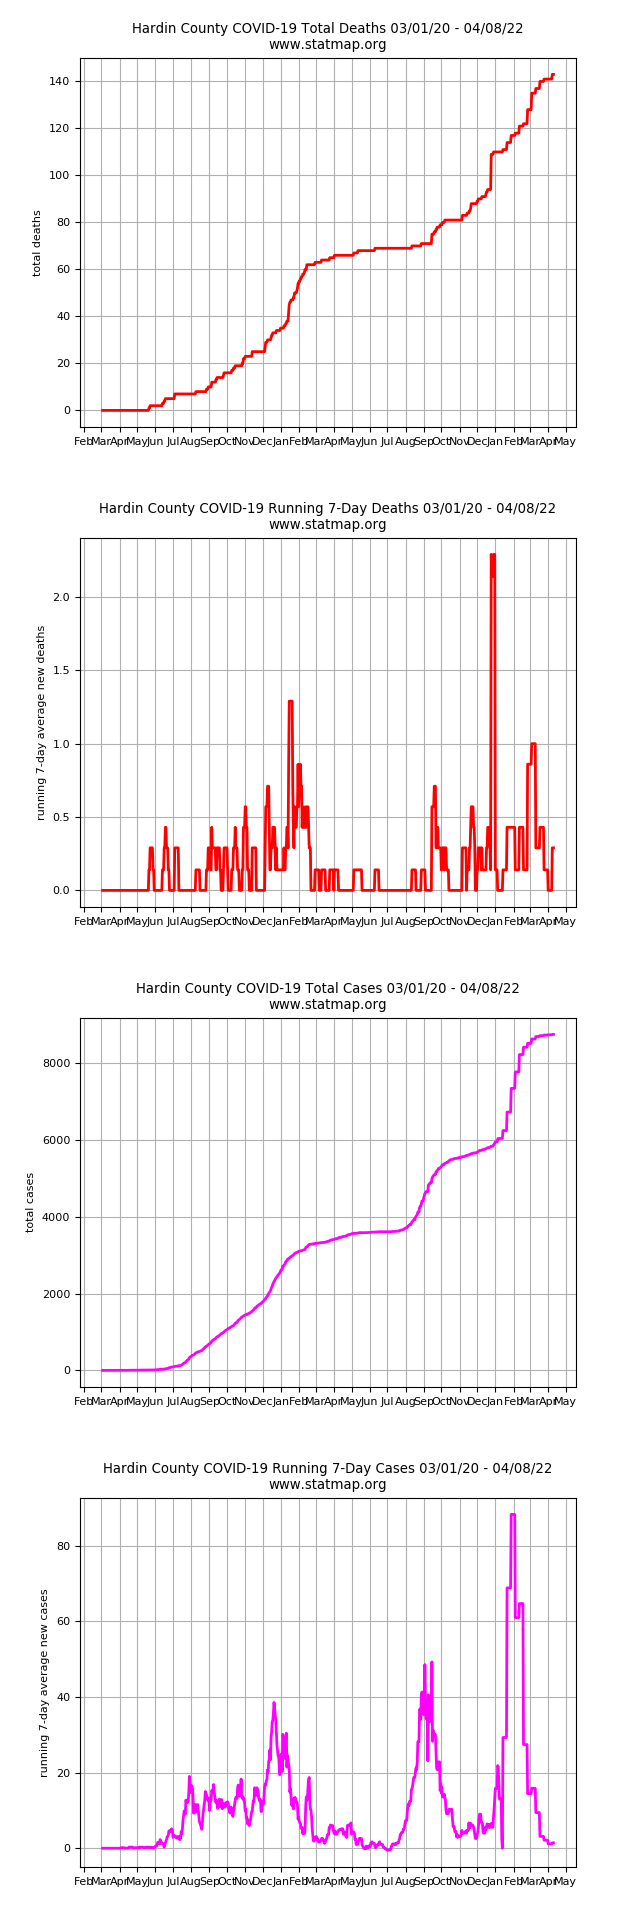 Hardin County COVID-19 Total Deaths 03/01/20 - 04/08/22
www.statmap.org
140
120
100
80
60
40
20
0
total deaths
Feb Mar Apr May Jun Jul Aug Sep Oct Nov Dec Jan Feb Mar Apr May Jun Jul Aug Sep Oct Nov Dec Jan Feb Mar Apr May
Hardin County COVID-19 Running 7-Day Deaths 03/01/20 - 04/08/22
www.statmap.org
2.0
1.5
1.0
0.5
0.0
running 7-day average new deaths
Feb Mar Apr May Jun Jul Aug Sep Oct Nov Dec Jan Feb Mar Apr May Jun Jul Aug Sep Oct Nov Dec Jan Feb Mar Apr May
Hardin County COVID-19 Total Cases 03/01/20 - 04/08/22
www.statmap.org
8000
6000
4000
2000
0
total cases
Feb Mar Apr May Jun Jul Aug Sep Oct Nov Dec Jan Feb Mar Apr May Jun Jul Aug Sep Oct Nov Dec Jan Feb Mar Apr May
Hardin County COVID-19 Running 7-Day Cases 03/01/20 - 04/08/22
www.statmap.org
80
60
40
20
0
running 7-day average new cases
Feb Mar Apr May Jun Jul Aug Sep Oct Nov Dec Jan Feb Mar Apr May Jun Jul Aug Sep Oct Nov Dec Jan Feb Mar Apr May